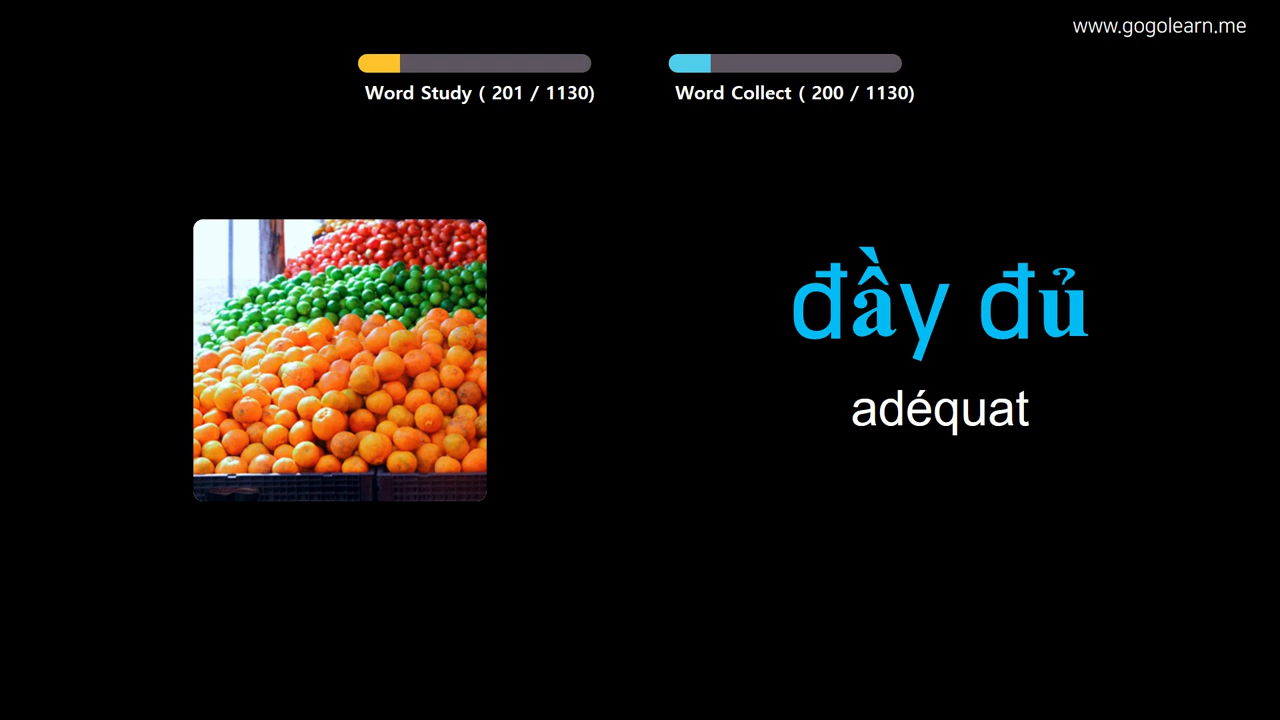 www.gogolearn.me
Word Study ( 201 / 1130)
Word Collect ( 200 / 1130)
đầy đủ
adéquat